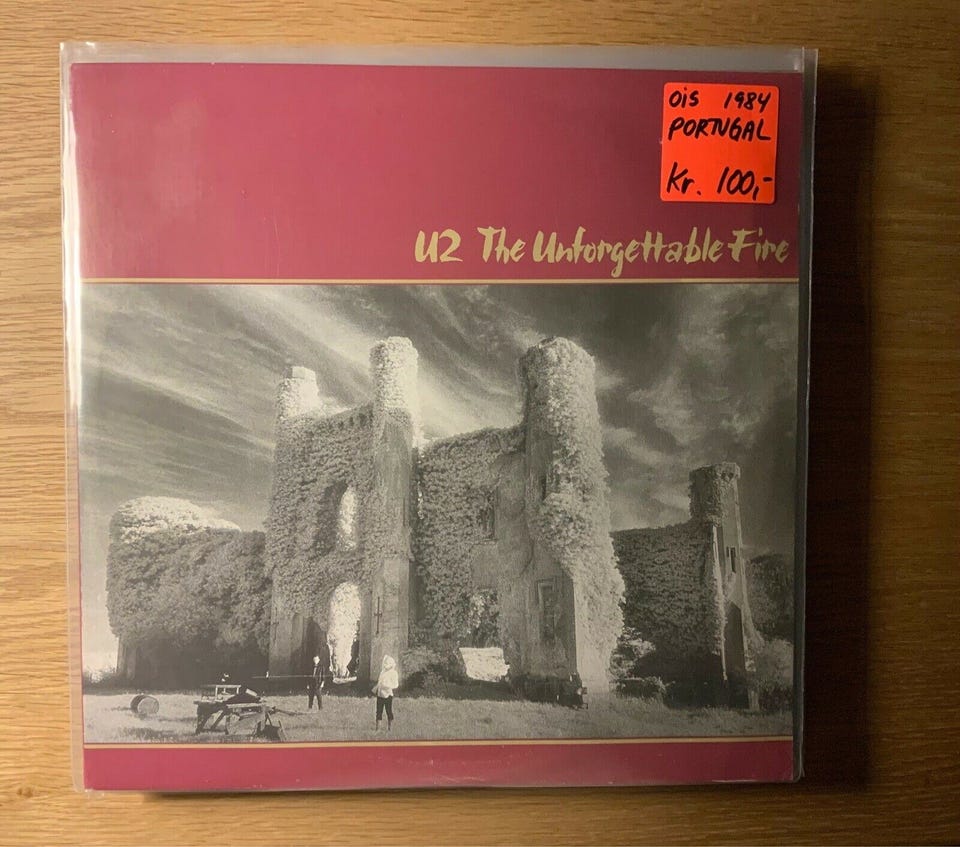 OiS 1984
PORTUGAL
Kr. 100,-
U2 The Unforgettable Fire